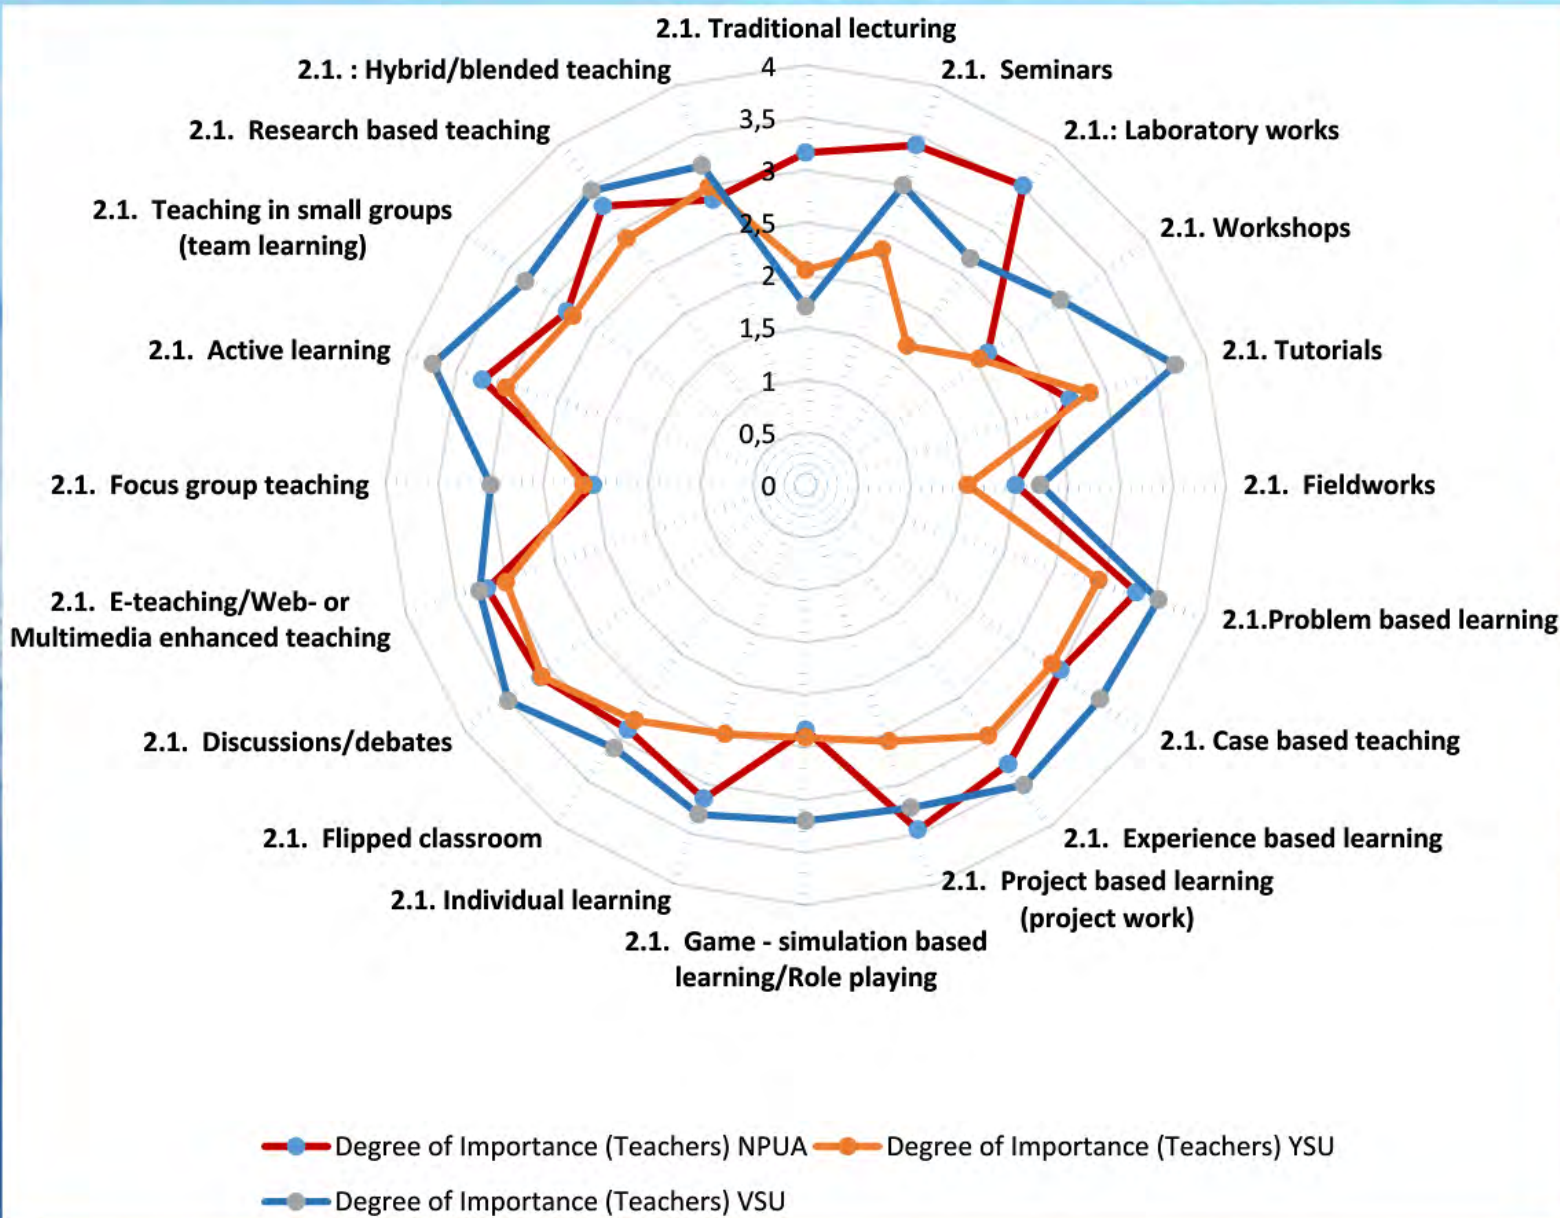 2.1. Traditional lecturing
2.1. : Hybrid/blended teaching
4
2.1.  Seminars
3,5
2.1.  Research based teaching
2.1.: Laboratory works
3
2.1.  Teaching in small groups
(team learning)
2,5
2.1. Workshops
2
1,5
2.1.  Active learning
2.1. Tutorials
1
0,5
2.1.  Focus group teaching
0
2.1.  Fieldworks
2.1.  E-teaching/Web- or
Multimedia enhanced teaching
2.1.Problem based learning
2.1.  Discussions/debates
2.1. Case based teaching
2.1.  Flipped classroom
2.1.  Experience based learning
2.1. Individual learning
2.1.  Project based learning
(project work)
2.1.  Game - simulation based
learning/Role playing
Degree of Importance (Teachers) NPUA
Degree of Importance (Teachers) YSU
Degree of Importance (Teachers) VSU